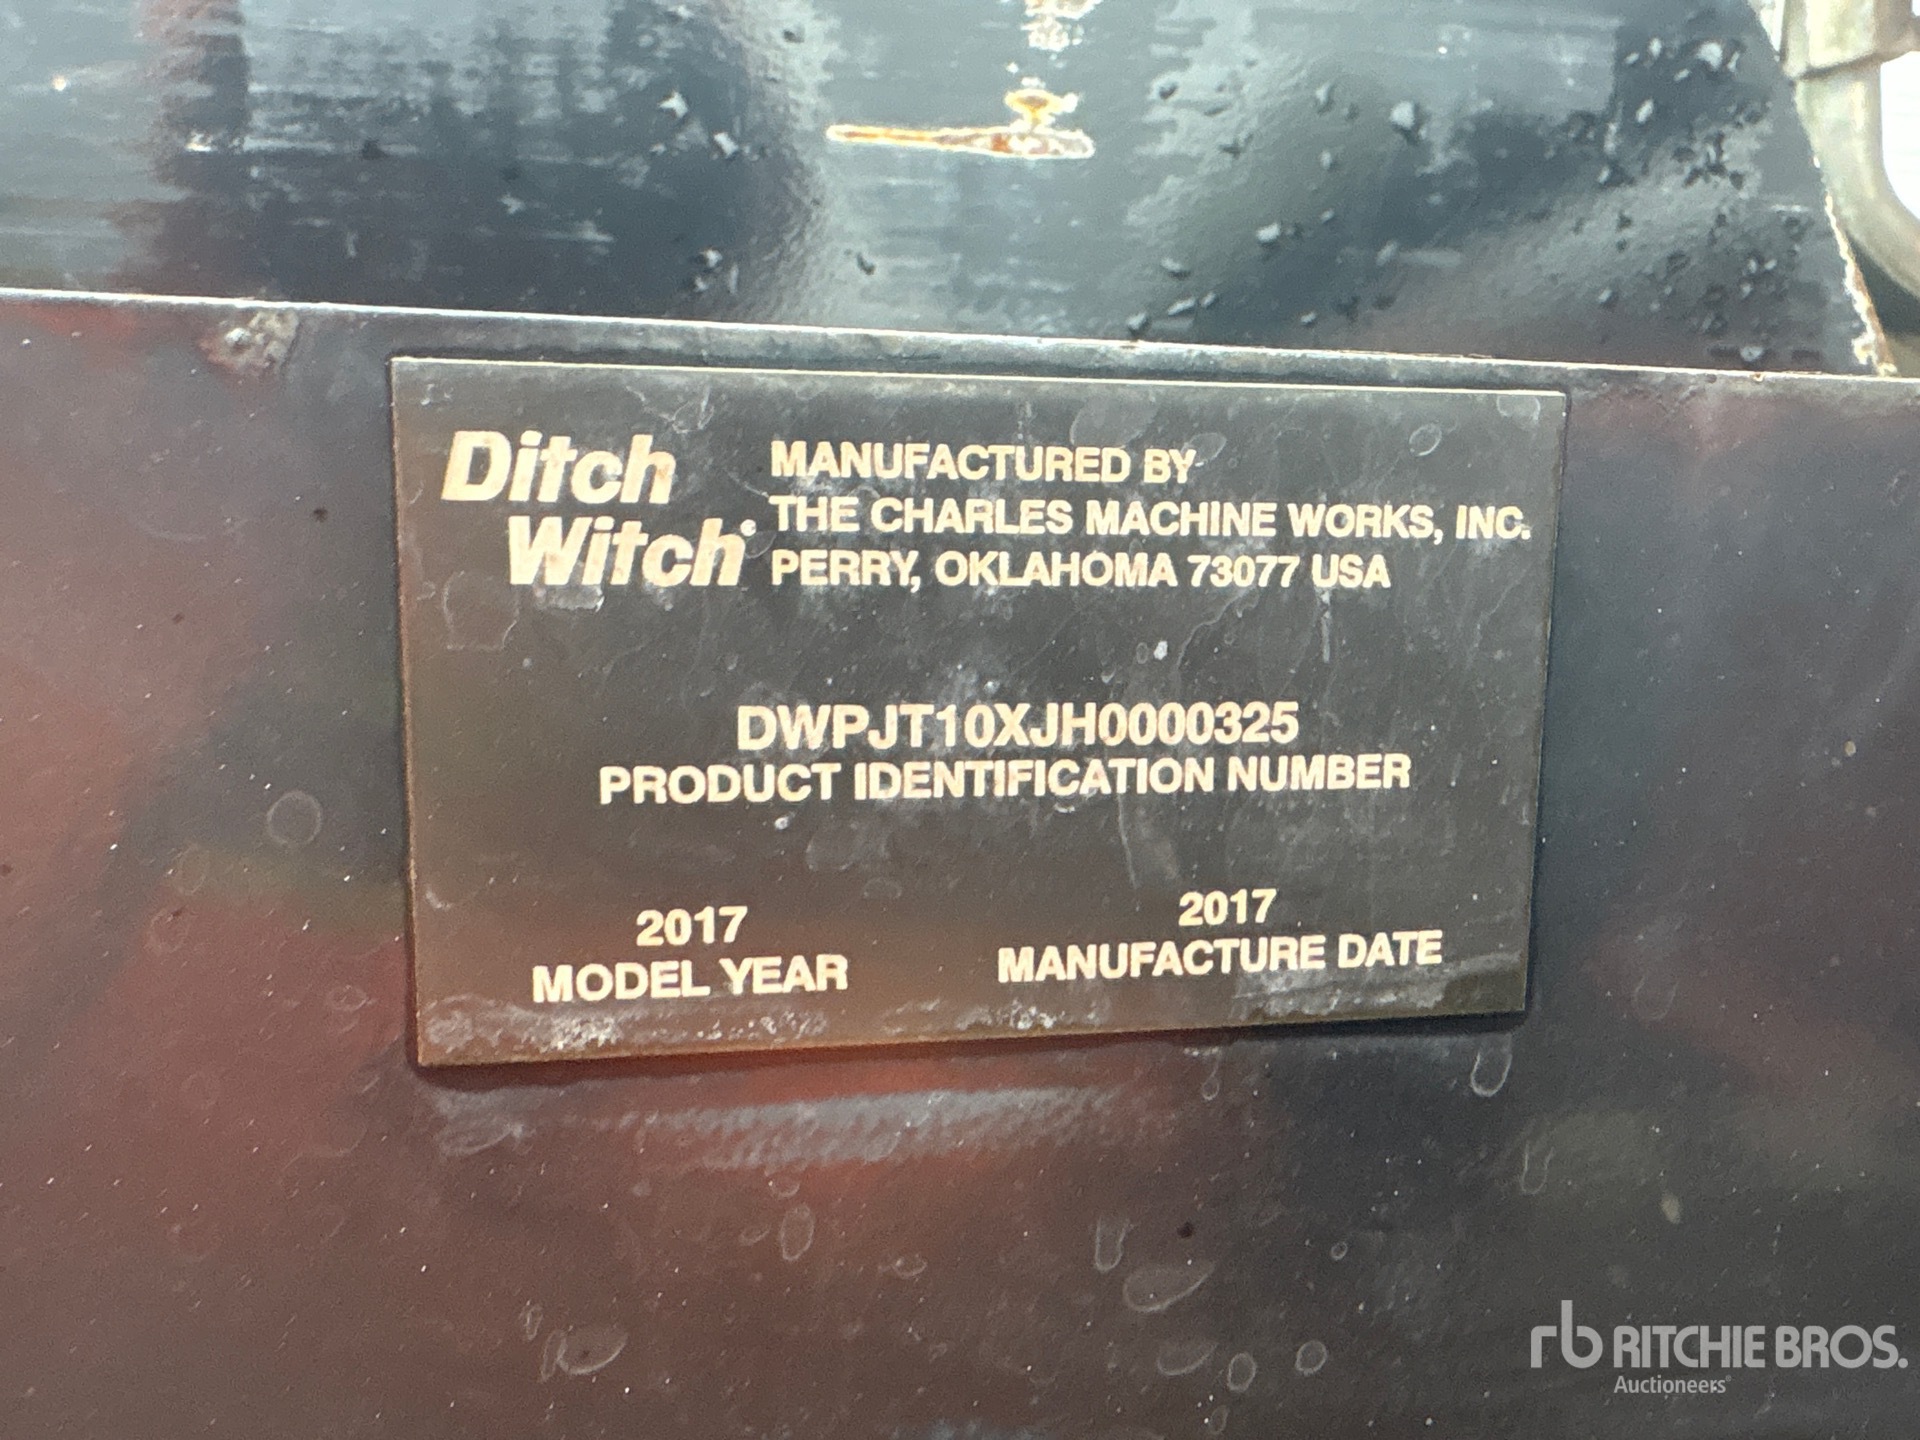 Ditch
Witch®
MANUFACTURED BY
THE CHARLES MACHINE WORKS, INC.
PERRY, OKLAHOMA 73077 USA
DWPJT10XJH0000325
PRODUCT IDENTIFICATION NUMBER
2017
MODEL YEAR
2017
MANUFACTURE DATE
rb RITCHIE BROS.
Auctioneers®